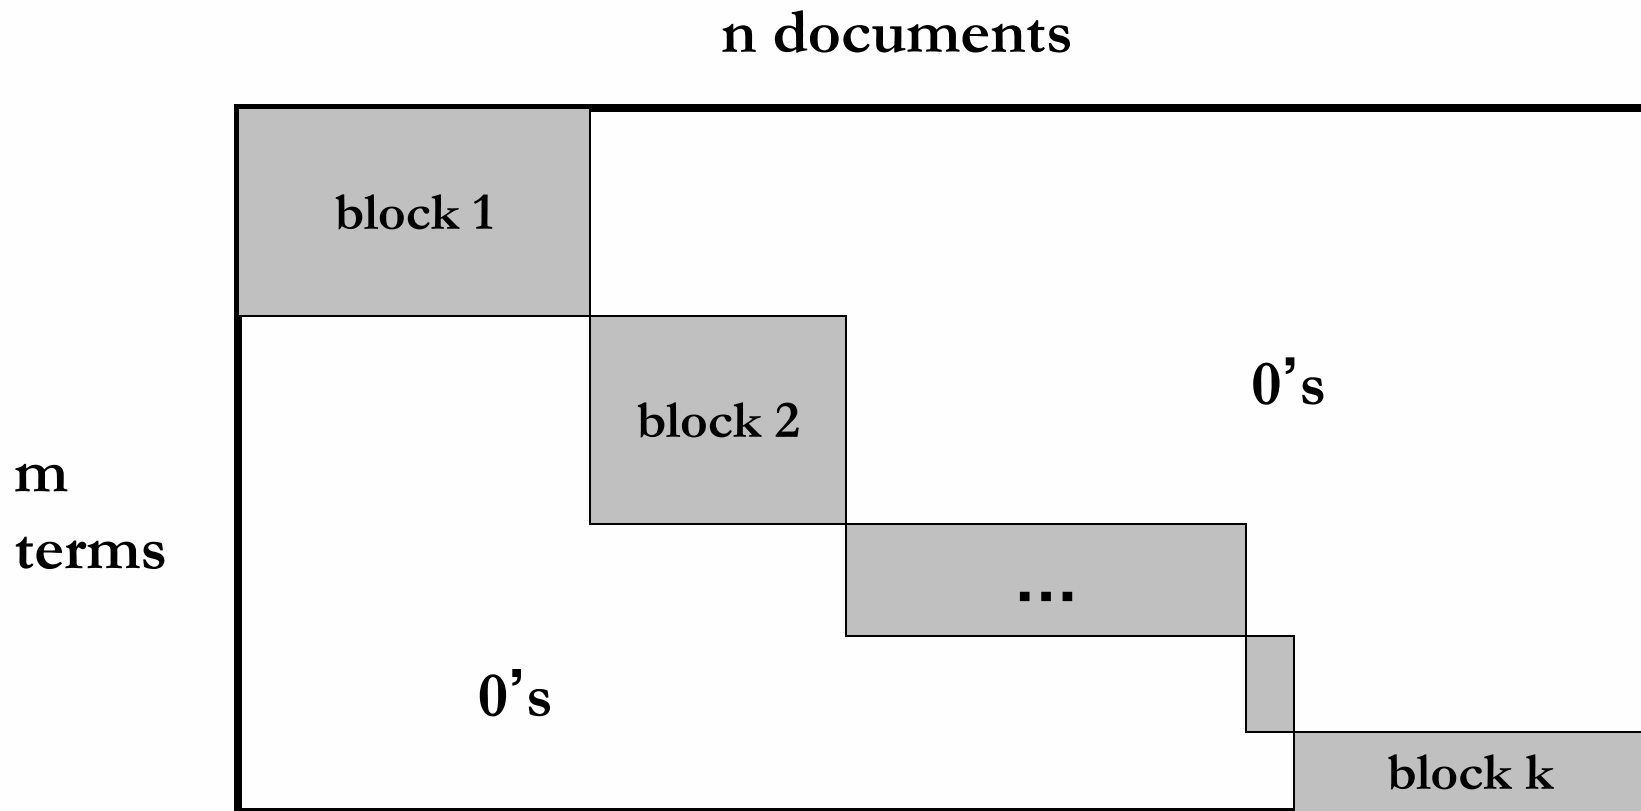 n documents
block 1
block 2
0’s
m
terms
...
0’s
block k